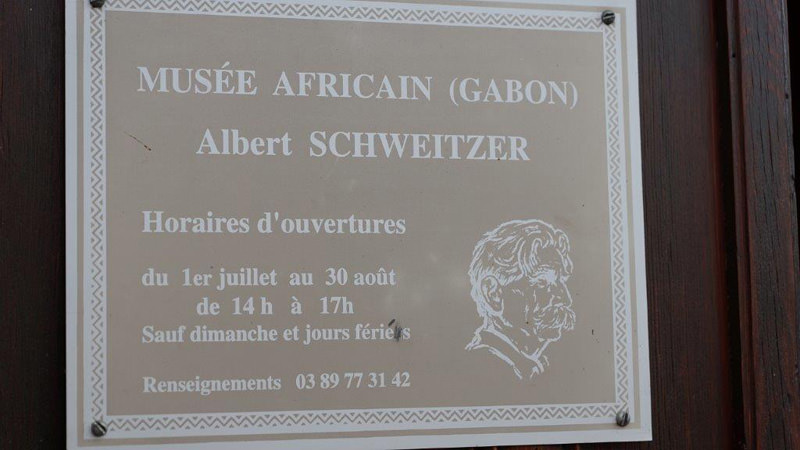 MUSÉE AFRICAIN (GABON)
Albert SCHWEITZER
Horaires d'ouvertures
du 1er juillet au 30 août
de 14 h à 17h
Sauf dimanche et jours fériés
Renseignements 03 89 77 31 42